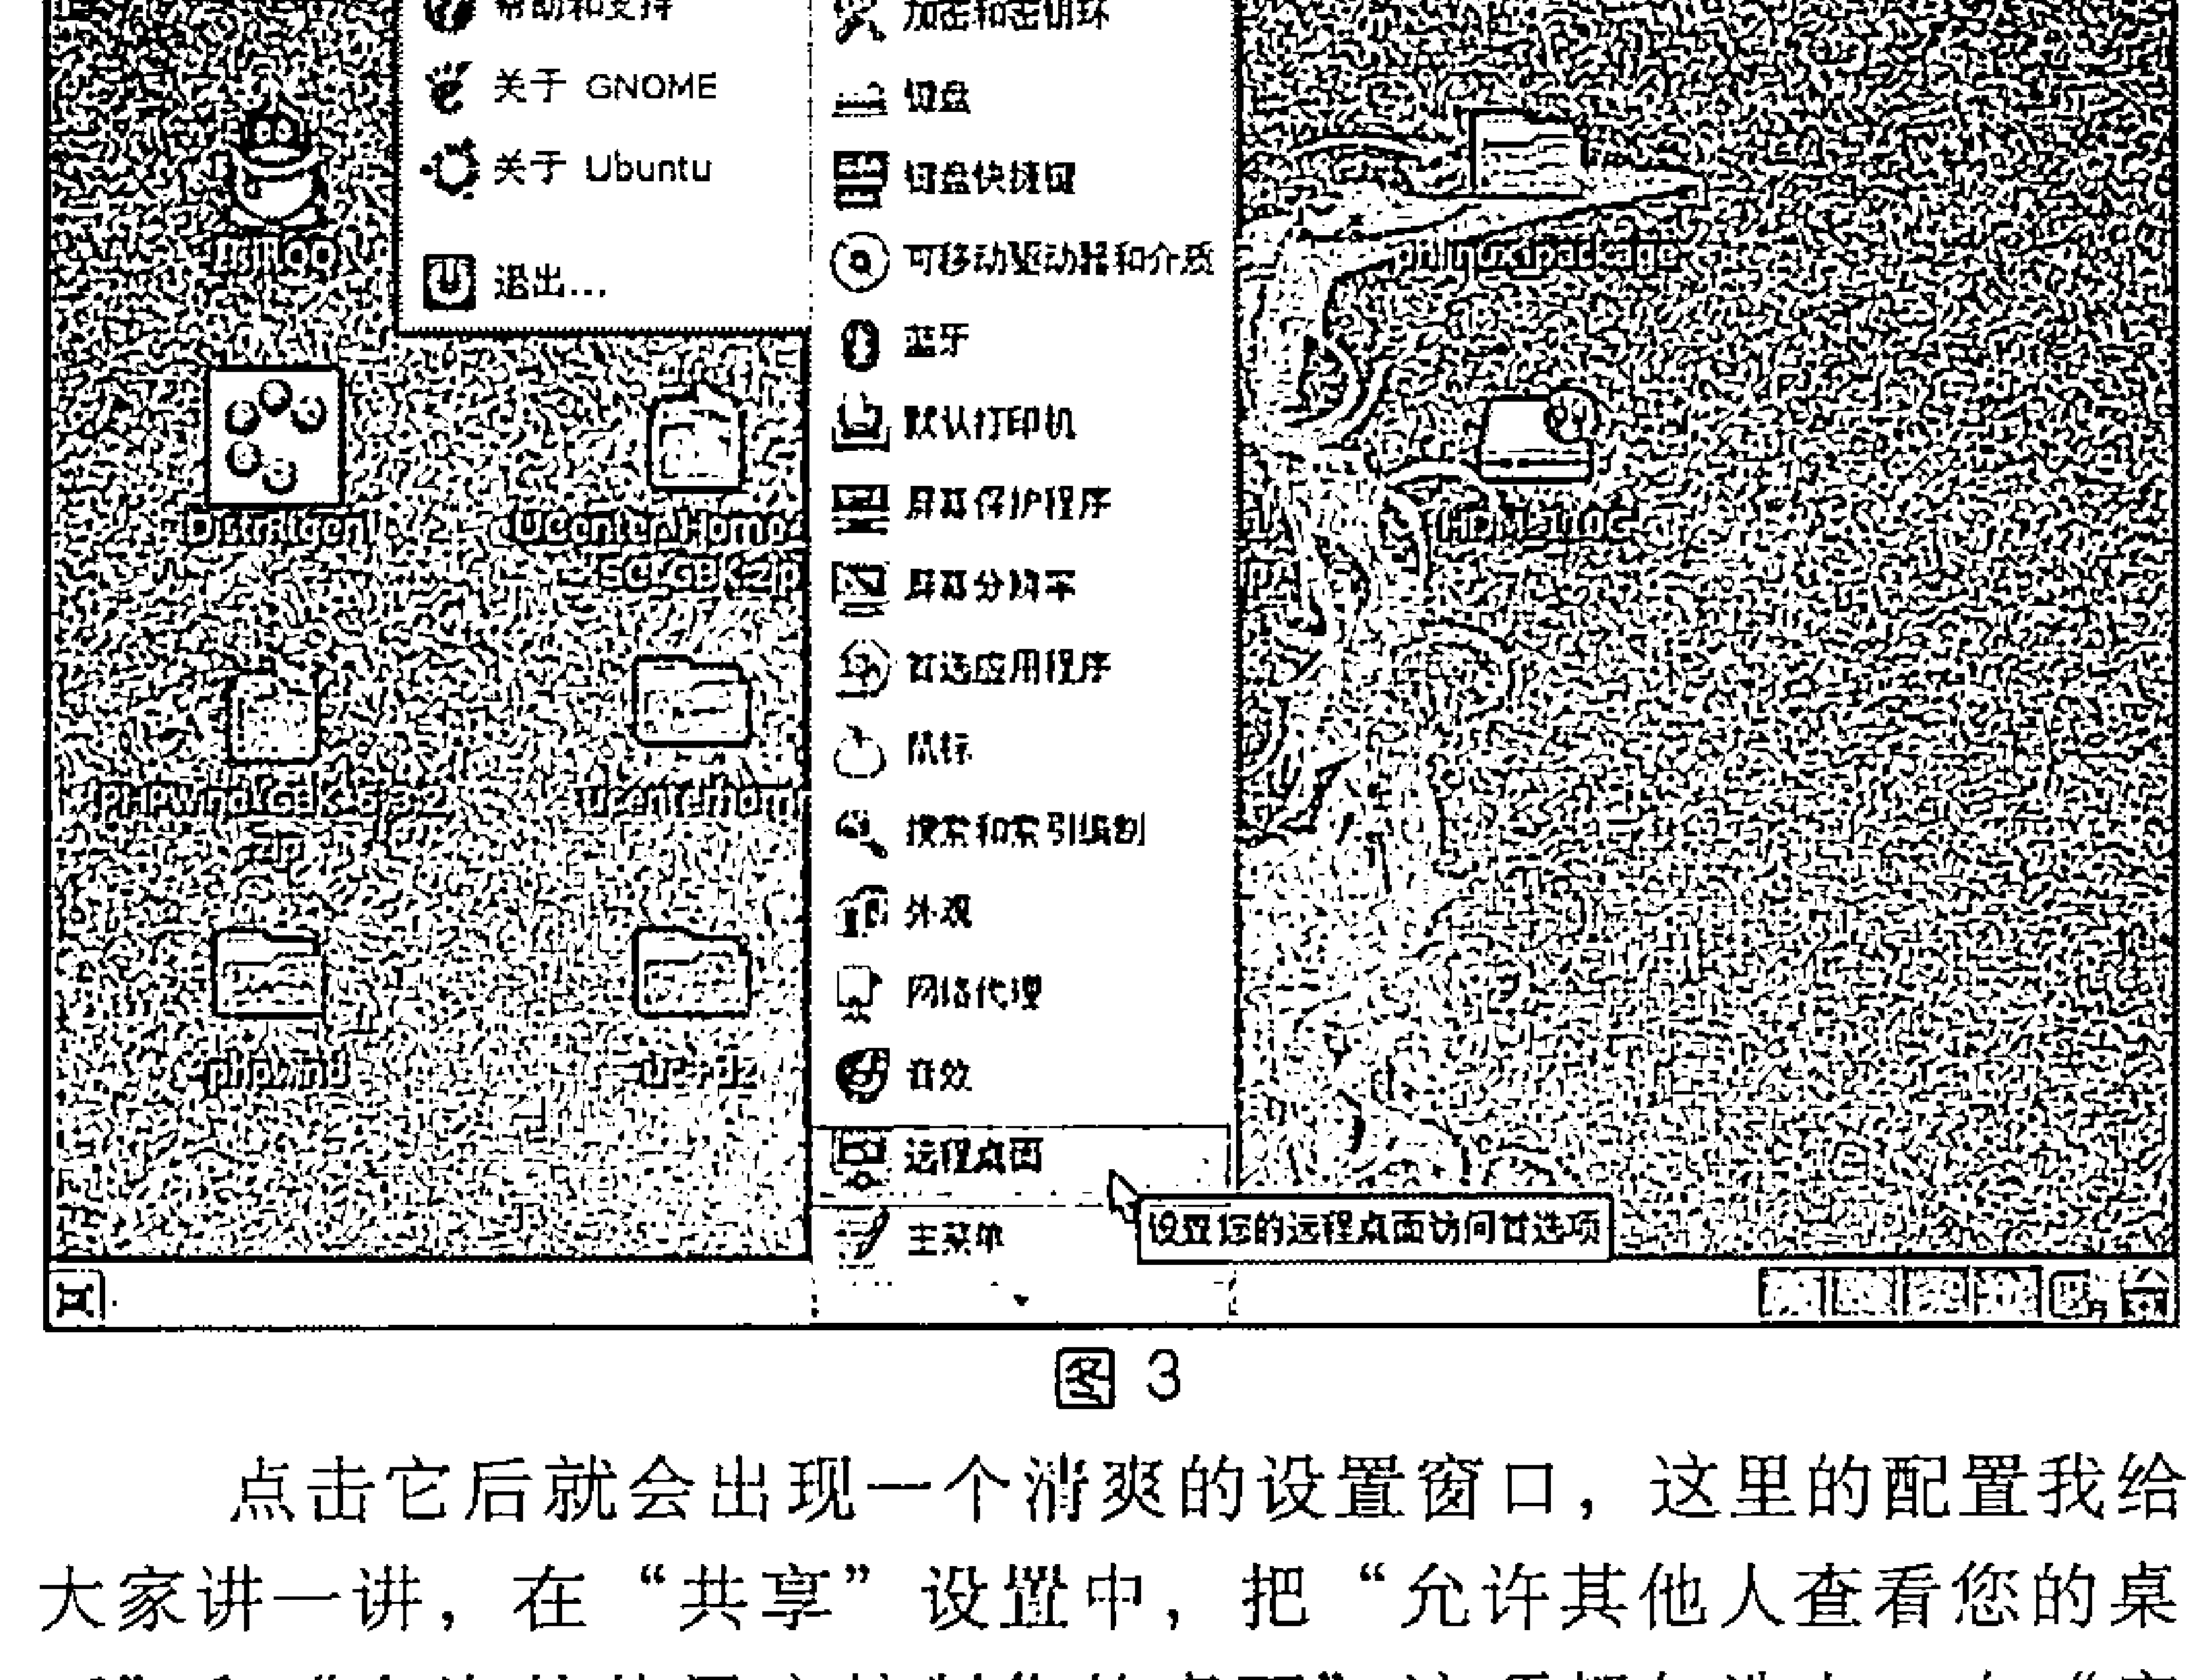 帮助和支持
关于 GNOME
关于 Ubuntu
退出...
加密和密钥环
键盘
键盘快捷键
可移动驱动器和介质
蓝牙
默认打印机
屏幕保护程序
屏幕分辨率
首选应用程序
鼠标
搜索和索引编制
外观
网络代理
音效
远程桌面
主菜单
设置您的远程桌面访问首选项
phpwind
图 3
点击它后就会出现一个清爽的设置窗口，这里的配置我给
大家讲一讲，在“共享”设置中，把“允许其他人查看您的桌